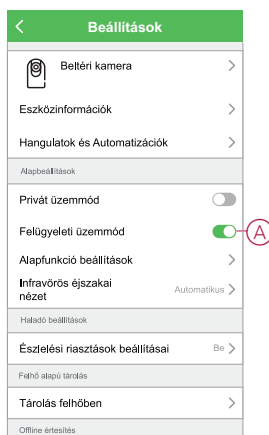 Beállítások
Beltéri kamera
Eszközinformációk
Hangulatok és Automatizációk
Alapbeállítások
Privát üzemmód
Felügyeleti üzemmód
A
Alapfunkció beállítások
Infravörös éjszakai
nézet
Automatikus
Haladó beállítások
Észlelési riasztások beállításai
Be
Felhő alapú tárolás
Tárolás felhőben
Offline értesítés